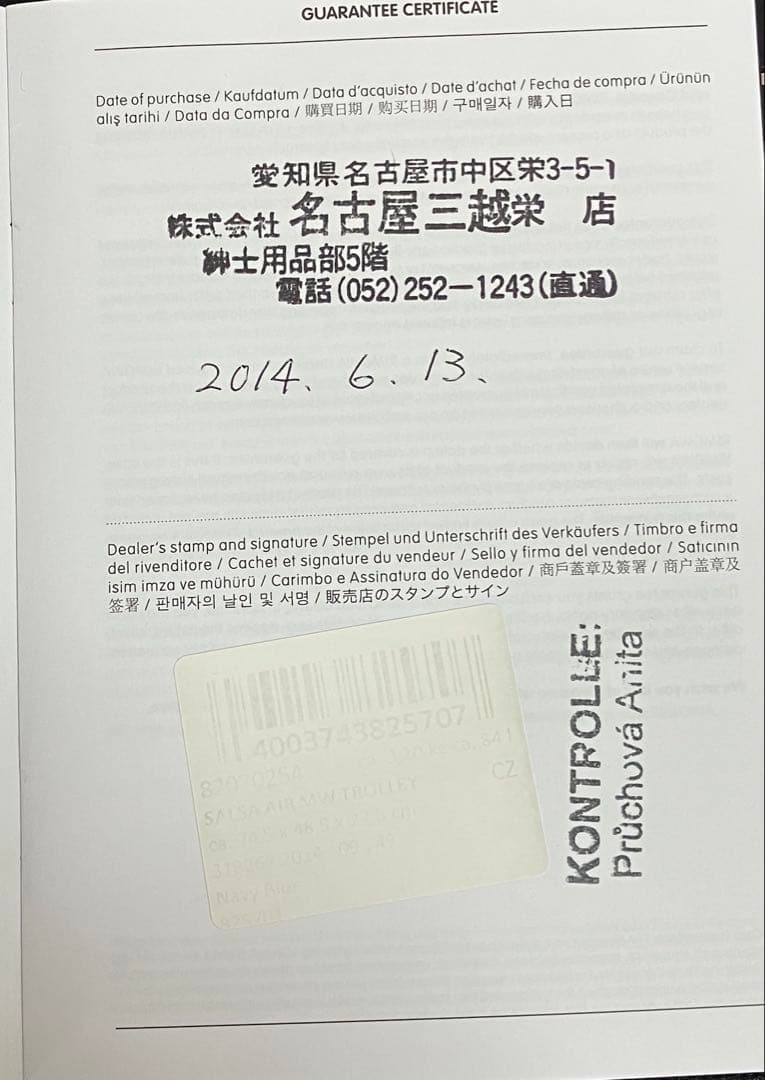 GUARANTEE CERTIFICATE
Date of purchase / Kaufdatum / Data d'acquisto / Date d'achat / Fecha de compra / Ürünün
alış tarihi / Data da Compra / 購買日期 / 购买日期 / 구매일자 / 購入日
愛知県名古屋市中区栄3-5-1
株式会社 名古屋三越栄 店
紳士用品部5階
電話(052)252-1243(直通)
2014. 6. 13.
Dealer's stamp and signature / Stempel und Unterschrift des Verkäufers / Timbro e firma
del rivenditore / Cachet et signature du vendeur / Sello y firma del vendedor / Satıcının
isim imza ve mühürü / Carimbo e Assinatura do Vendedor / 商戶蓋章及簽署 / 商户盖章及
签署 / 판매자의 날인 및 서명 / 販売店のスタンプとサイン
4003743825707
CZ
SALSA AIR MW TROLLEY
Navy Blue
KONTROLLE:
Průchová Anita